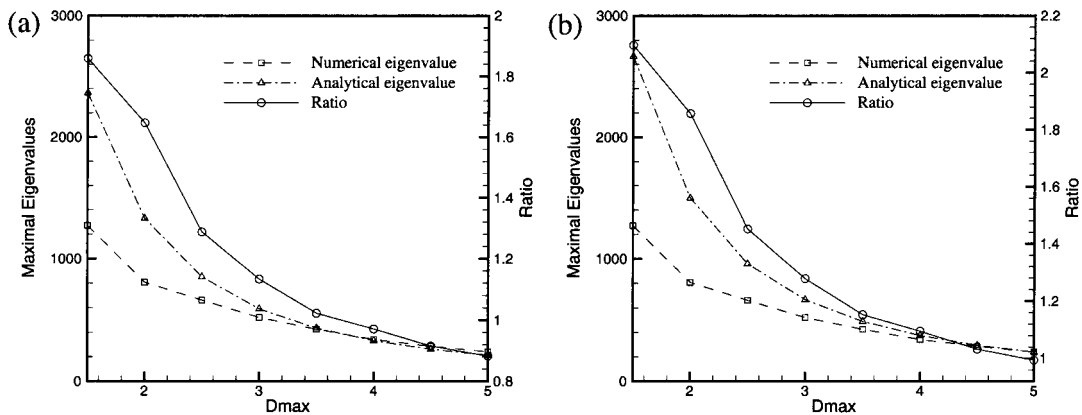 (a)
3000
2000
1000
0
Maximal Eigenvalues
Numerical eigenvalue
Analytical eigenvalue
Ratio
2
1.8
1.6
1.4
1.2
1
0.8
Ratio
2
3
4
5
Dmax
(b)
3000
2000
1000
0
Maximal Eigenvalues
Numerical eigenvalue
Analytical eigenvalue
Ratio
2.2
2
1.8
1.6
1.4
1.2
1
Ratio
2
3
4
5
Dmax